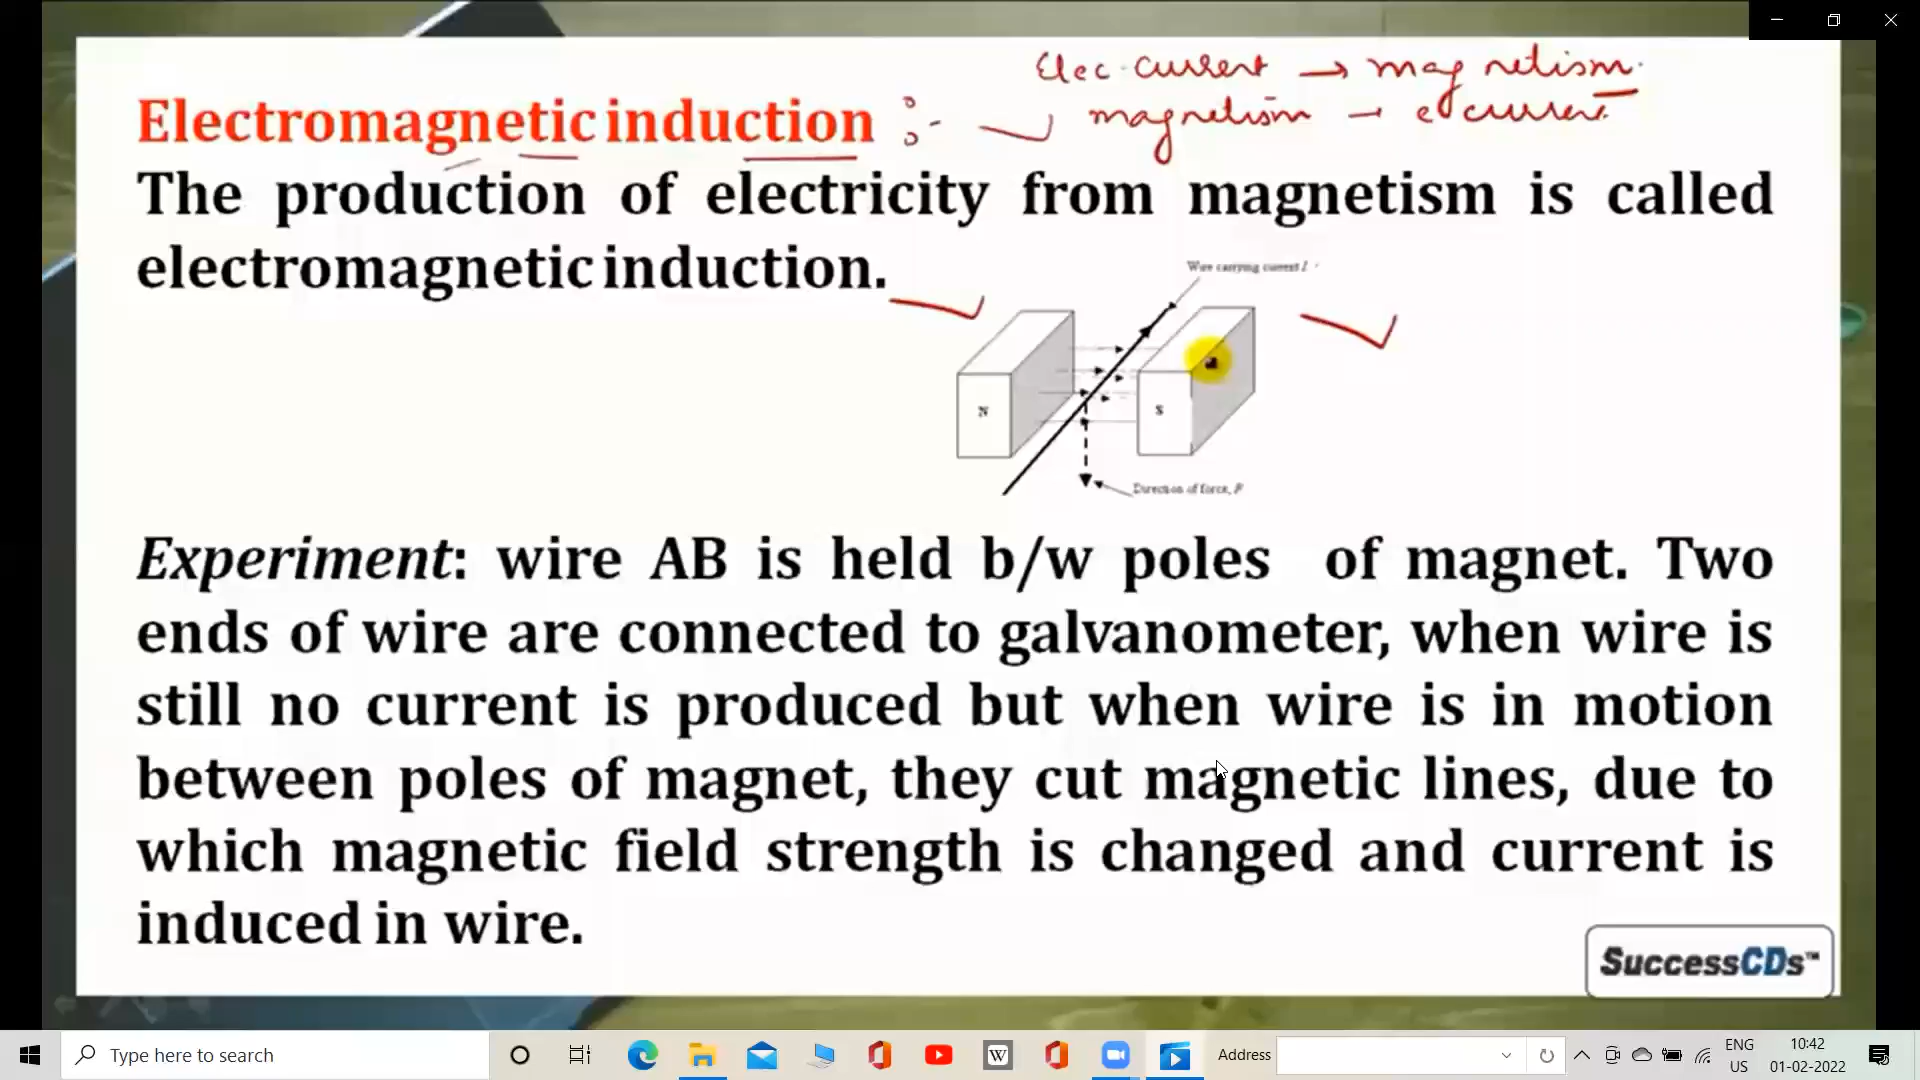 Elec. current → magnetism.
Electromagnetic induction :-
magnetism → e current
The production of electricity from magnetism is called
electromagnetic induction.
Wire carrying current I
N
S
Direction of force, F
Experiment: wire AB is held b/w poles of magnet. Two
ends of wire are connected to galvanometer, when wire is
still no current is produced but when wire is in motion
between poles of magnet, they cut magnetic lines, due to
which magnetic field strength is changed and current is
induced in wire.
SuccessCDs™
Type here to search
W
Address
ENG
US
10:42
01-02-2022